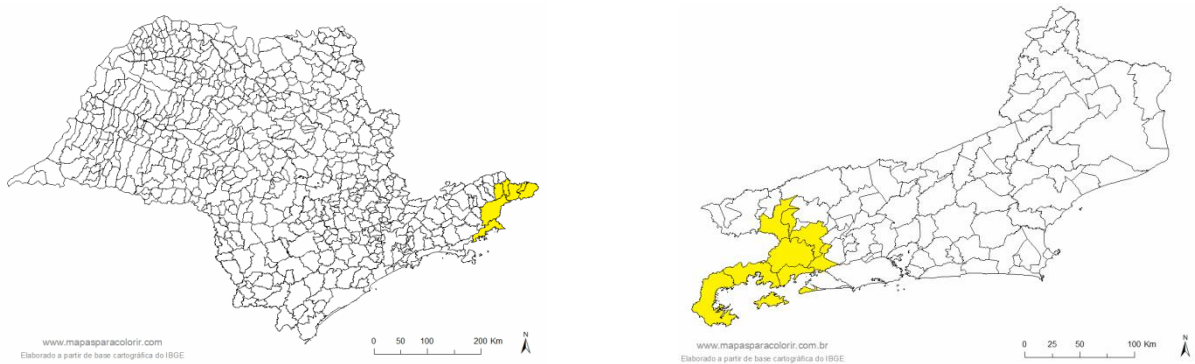 www.mapasparacolorir.com
Elaborado a partir de base cartográfica do IBGE
0 50 100 200 Km
N
www.mapasparacolorir.com.br
Elaborado a partir de base cartográfica do IBGE
0 25 50 100 Km
N